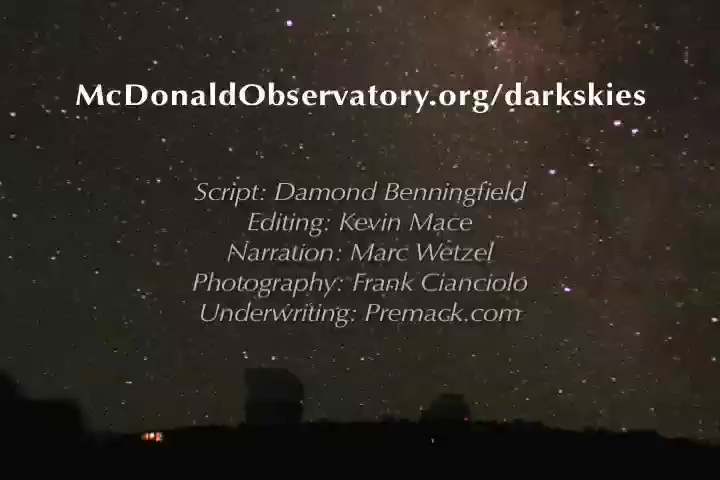 McDonaldObservatory.org/darkskies
Script: Damond Benningfield
Editing: Kevin Mace
Narration: Marc Wetzel
Photography: Frank Cianciolo
Underwriting: Premack.com